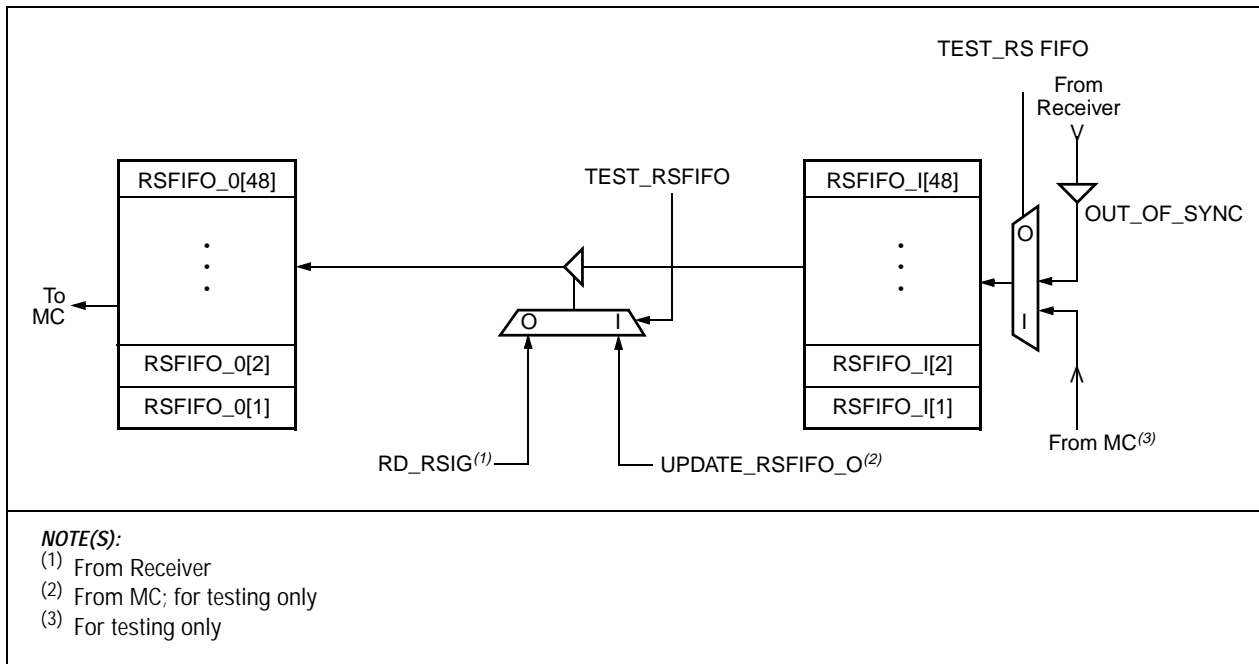 TEST_RS FIFO
From
Receiver
RSFIFO_0[48]
TEST_RSFIFO
RSFIFO_I[48]
OUT_OF_SYNC
O
To
MC
O
I
I
RSFIFO_0[2]
RSFIFO_I[2]
RSFIFO_0[1]
RSFIFO_I[1]
From MC(3)
RD_RSIG(1)
UPDATE_RSFIFO_O(2)
NOTE(S):
(1) From Receiver
(2) From MC; for testing only
(3) For testing only